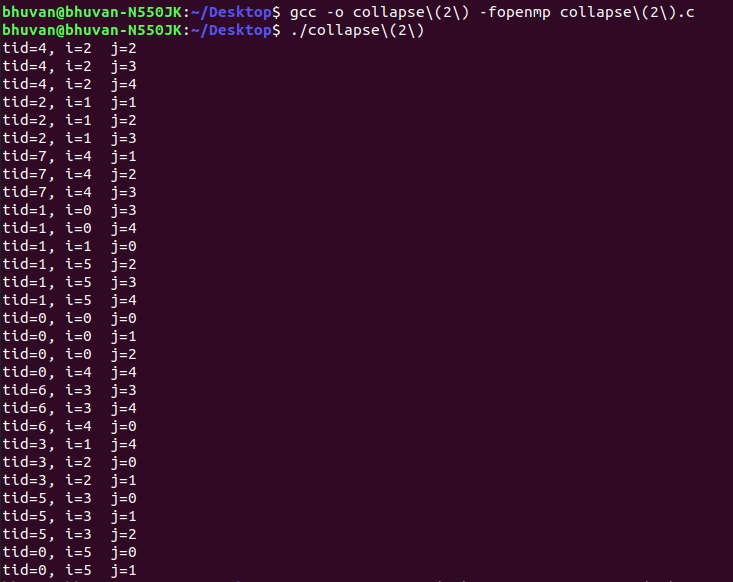 bhuvan@bhuvan-N550JK:~/Desktop$ gcc -o collapse\(2\) -fopenmp collapse\(2\).c
bhuvan@bhuvan-N550JK:~/Desktop$ ./collapse\(2\)
tid=4, i=2  j=2
tid=4, i=2  j=3
tid=4, i=2  j=4
tid=2, i=1  j=1
tid=2, i=1  j=2
tid=2, i=1  j=3
tid=7, i=4  j=1
tid=7, i=4  j=2
tid=7, i=4  j=3
tid=1, i=0  j=3
tid=1, i=0  j=4
tid=1, i=1  j=0
tid=1, i=5  j=2
tid=1, i=5  j=3
tid=1, i=5  j=4
tid=0, i=0  j=0
tid=0, i=0  j=1
tid=0, i=0  j=2
tid=0, i=4  j=4
tid=6, i=3  j=3
tid=6, i=3  j=4
tid=6, i=4  j=0
tid=3, i=1  j=4
tid=3, i=2  j=0
tid=3, i=2  j=1
tid=5, i=3  j=0
tid=5, i=3  j=1
tid=5, i=3  j=2
tid=0, i=5  j=0
tid=0, i=5  j=1